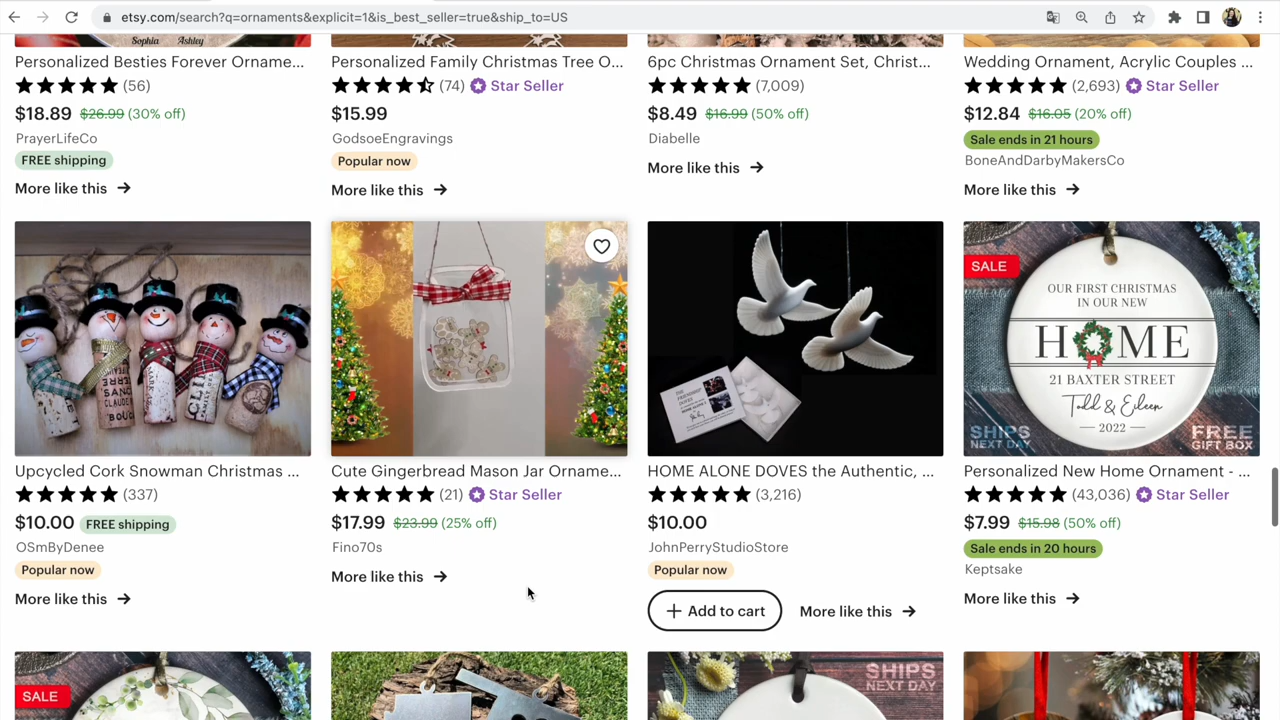 etsy.com/search?q=ornaments&explicit=1&is_best_seller=true&ship_to=US
Sophia Ashley
Personalized Besties Forever Orname...
(56)
$18.89 $26.99 (30% off)
PrayerLifeCo
FREE shipping
More like this
Personalized Family Christmas Tree O...
(74) Star Seller
$15.99
GodsoeEngravings
Popular now
More like this
6pc Christmas Ornament Set, Christ...
(7,009)
$8.49 $16.99 (50% off)
Diabelle
More like this
Wedding Ornament, Acrylic Couples ...
(2,693) Star Seller
$12.84 $16.05 (20% off)
Sale ends in 21 hours
BoneAndDarbyMakersCo
More like this
Upcycled Cork Snowman Christmas ...
(337)
$10.00 FREE shipping
OSmByDenee
Popular now
More like this
Cute Gingerbread Mason Jar Orname...
(21) Star Seller
$17.99 $23.99 (25% off)
Fino70s
More like this
HOME ALONE DOVES the Authentic, ...
(3,216)
$10.00
JohnPerryStudioStore
Popular now
+ Add to cart More like this
SALE
OUR FIRST CHRISTMAS
IN OUR NEW
HOME
21 BAXTER STREET
Todd & Eileen
2022
SHIPS
NEXT DAY
FREE
GIFT BOX
Personalized New Home Ornament - ...
(43,036) Star Seller
$7.99 $15.98 (50% off)
Sale ends in 20 hours
Keptsake
More like this
SALE
SHIPS
NEXT DAY